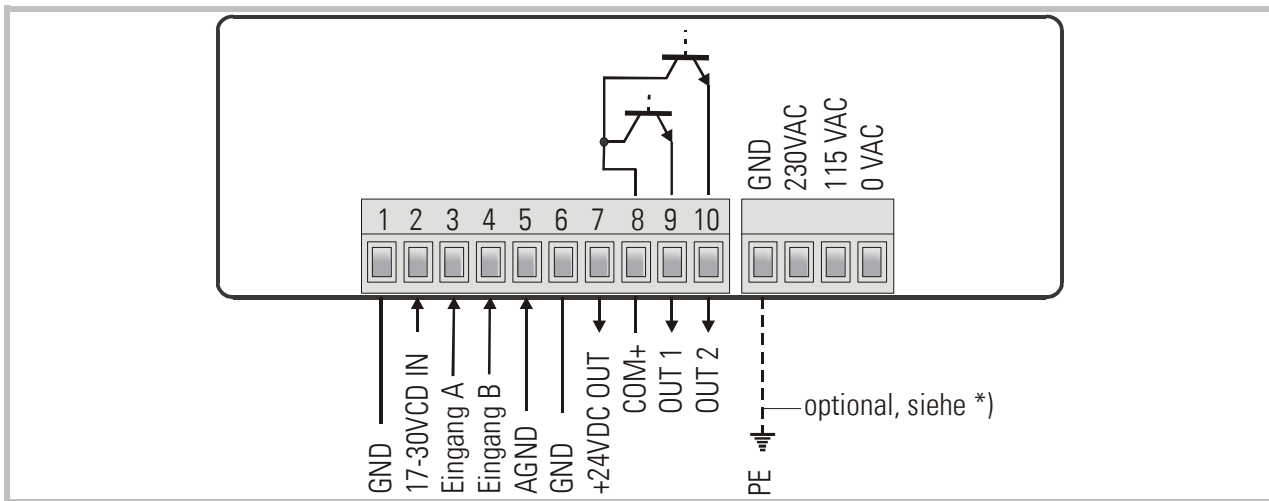 GND
230VAC
115 VAC
0 VAC
1 2 3 4 5 6 7 8 9 10
GND
17-30VCD IN
Eingang A
Eingang B
AGND
GND
+24VDC OUT
COM+
OUT 1
OUT 2
optional, siehe *)
PE